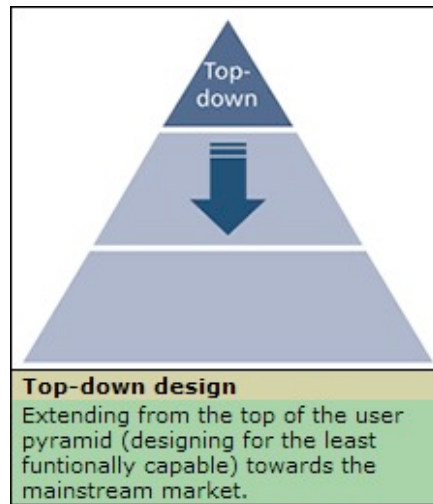 Top-
down
Top-down design
Extending from the top of the user
pyramid (designing for the least
funtionally capable) towards the
mainstream market.